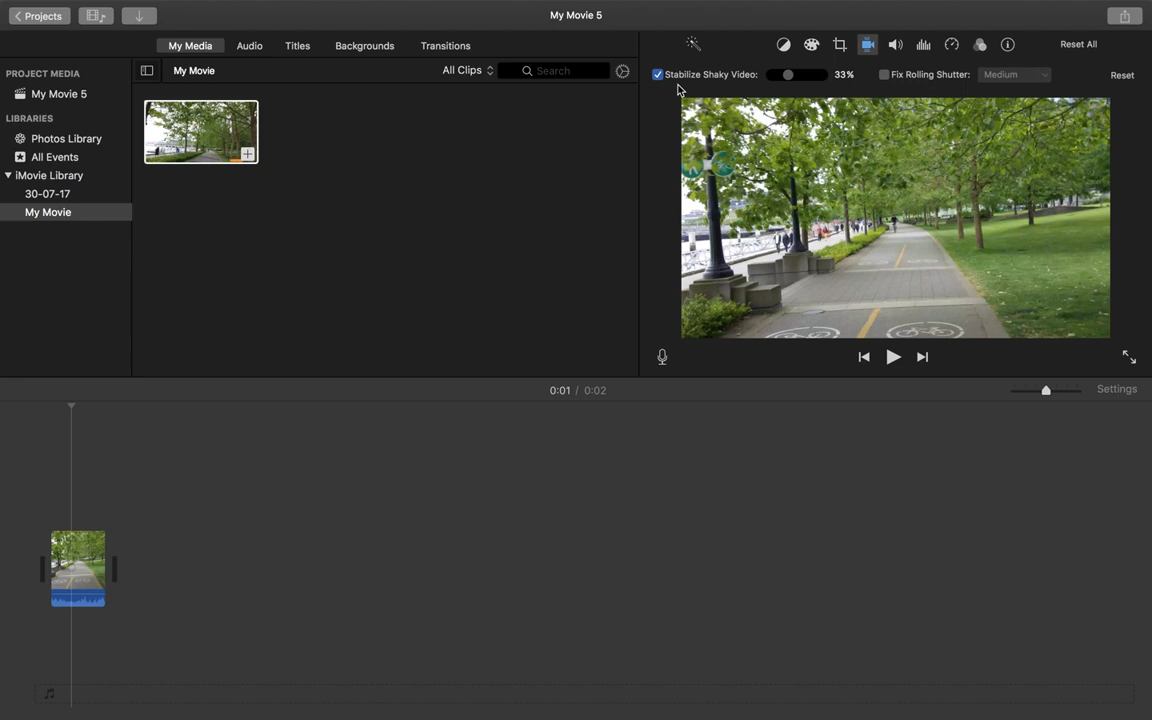 Projects
My Movie 5
My Media Audio Titles Backgrounds Transitions
Reset All
PROJECT MEDIA
My Movie 5
LIBRARIES
Photos Library
All Events
iMovie Library
30-07-17
My Movie
My Movie
All Clips
Search
Stabilize Shaky Video: 33% Fix Rolling Shutter: Medium Reset
0:01 / 0:02
Settings